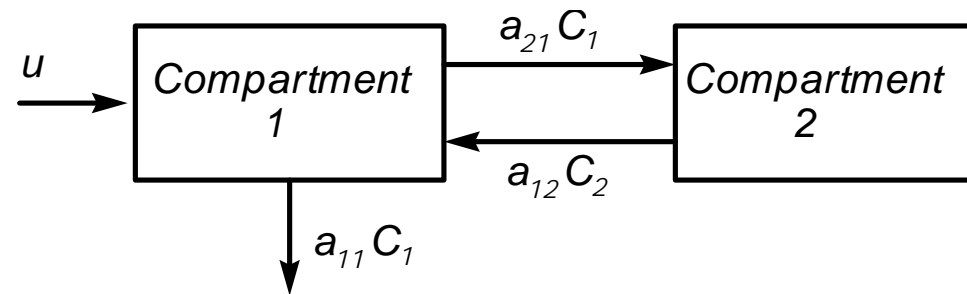 u
Compartment
1
a₂₁C₁
a₁₂C₂
Compartment
2
a₁₁C₁